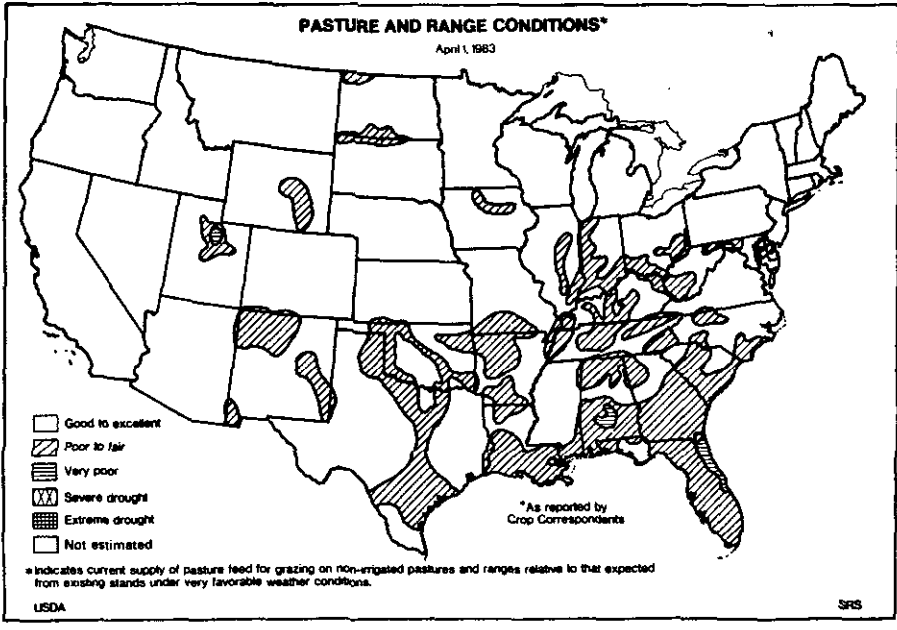 PASTURE AND RANGE CONDITIONS*
April 1, 1983
Good to excellent
Poor to fair
Very poor
Severe drought
Extreme drought
Not estimated
*As reported by
Crop Correspondents
*Indicates current supply of pasture feed for grazing on non-irrigated pastures and ranges relative to that expected
from existing stands under very favorable weather conditions.
USDA
SRS